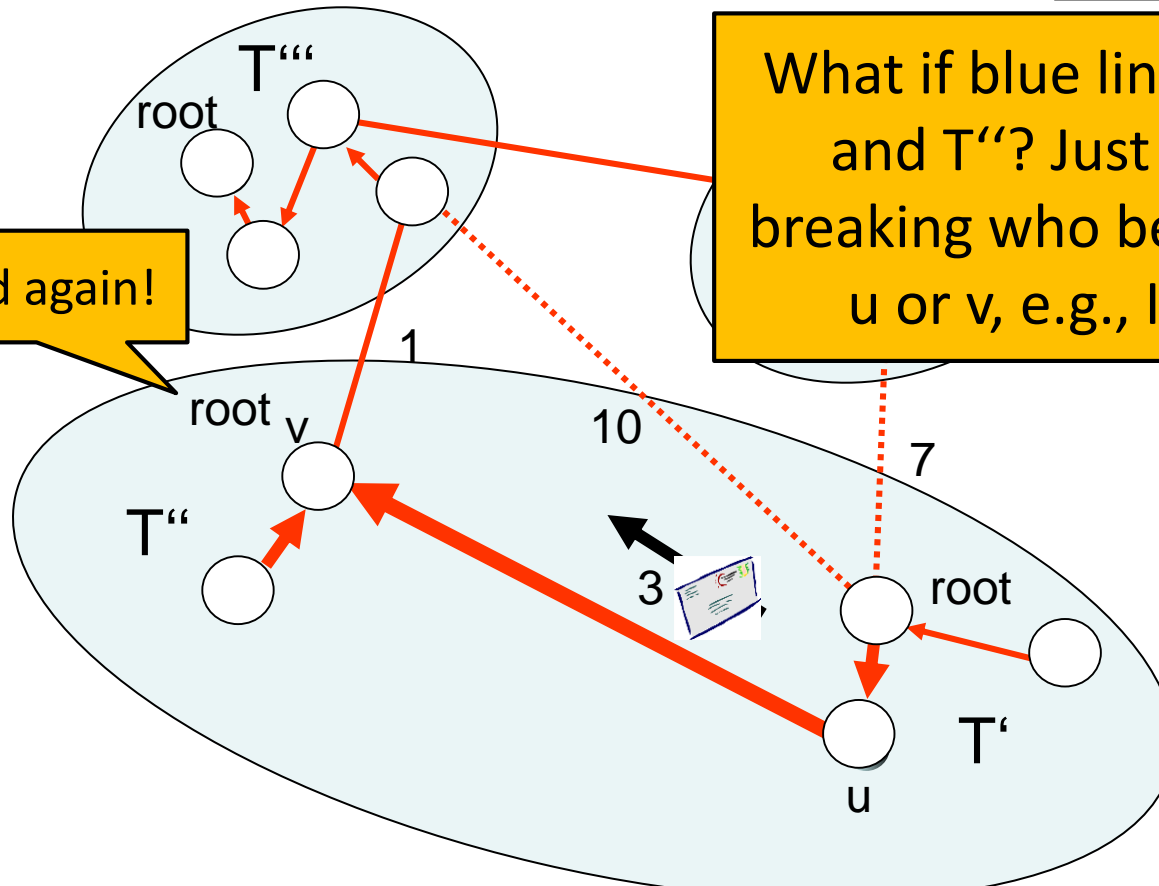 T‘‘‘
root
What if blue lin
and T‘‘? Just
breaking who be
u or v, e.g., l
d again!
1
root
v
10
7
T‘‘
3
root
T‘
u